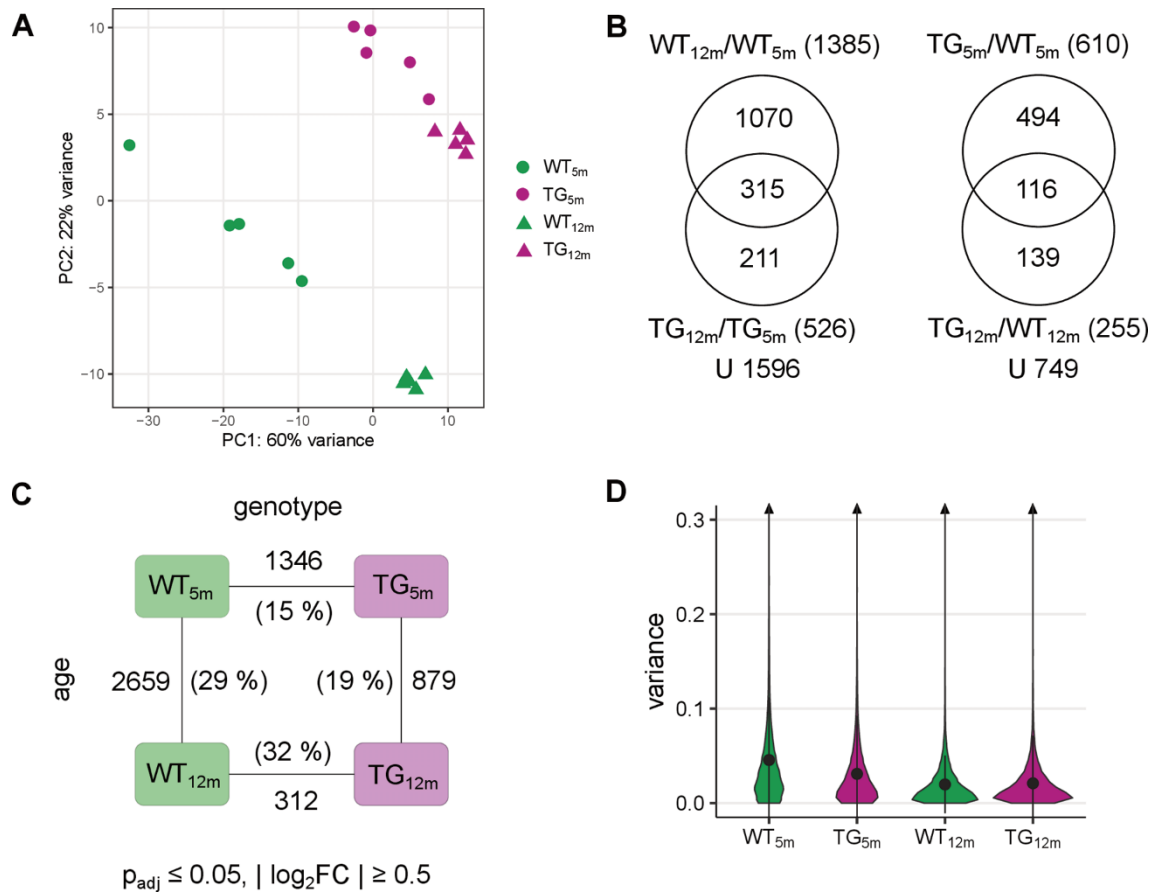 A
10
5
0
−5
−10
PC2: 22% variance
−30 −20 −10 0 10
PC1: 60% variance
WT5m
TG5m
WT12m
TG12m
B
WT12m/WT5m (1385)
1070
315
211
TG12m/TG5m (526)
U 1596
TG5m/WT5m (610)
494
116
139
TG12m/WT12m (255)
U 749
C
genotype
1346
WT5m TG5m
(15 %)
age
2659 (29 %) (19 %) 879
(32 %)
WT12m TG12m
312
padj ≤ 0.05, | log2FC | ≥ 0.5
D
0.3
0.2
0.1
0.0
variance
WT5m TG5m WT12m TG12m